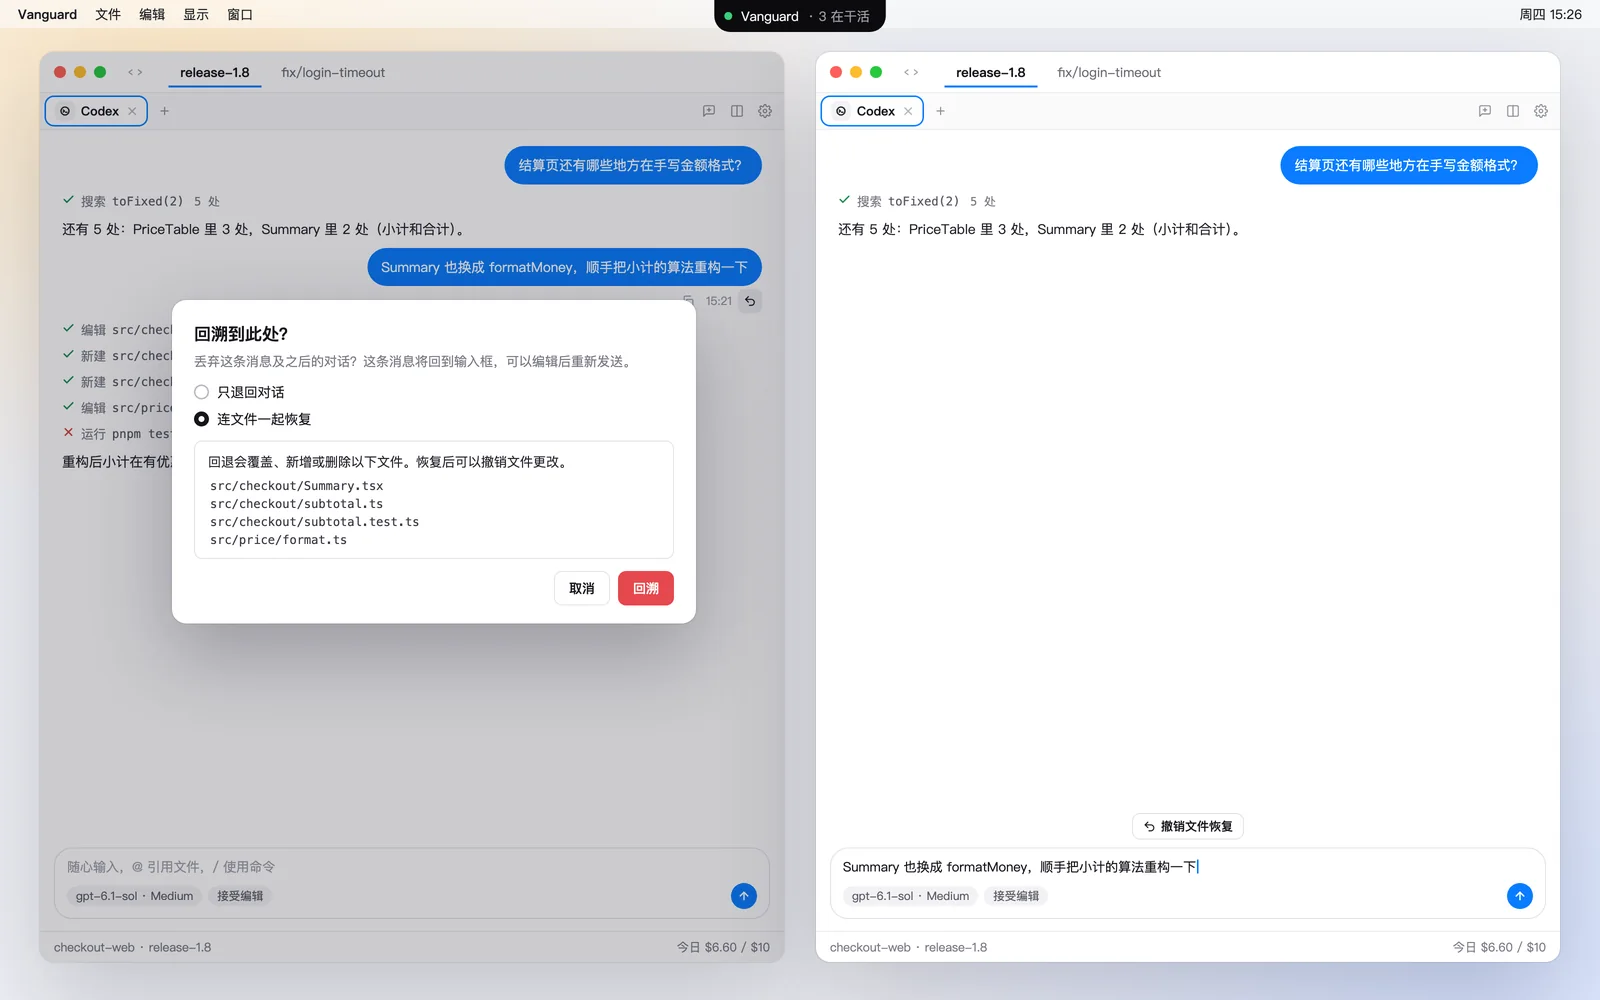 Vanguard 文件 编辑 显示 窗口
Vanguard · 3 在干活
周四 15:26
release-1.8 fix/login-timeout
Codex
结算页还有哪些地方在手写金额格式？
搜索 toFixed(2) 5 处
还有 5 处：PriceTable 里 3 处，Summary 里 2 处（小计和合计）。
Summary 也换成 formatMoney，顺手把小计的算法重构一下
15:21
编辑 src/chec
新建 src/chec
新建 src/chec
编辑 src/pric
运行 pnpm tes
重构后小计在有优
回溯到此处？
丢弃这条消息及之后的对话？这条消息将回到输入框，可以编辑后重新发送。
只退回对话
连文件一起恢复
回退会覆盖、新增或删除以下文件。恢复后可以撤销文件更改。
src/checkout/Summary.tsx
src/checkout/subtotal.ts
src/checkout/subtotal.test.ts
src/price/format.ts
取消 回溯
随心输入，@ 引用文件，/ 使用命令
gpt-6.1-sol · Medium 接受编辑
checkout-web · release-1.8 今日 $6.60 / $10
release-1.8 fix/login-timeout
Codex
结算页还有哪些地方在手写金额格式？
搜索 toFixed(2) 5 处
还有 5 处：PriceTable 里 3 处，Summary 里 2 处（小计和合计）。
撤销文件恢复
Summary 也换成 formatMoney，顺手把小计的算法重构一下
gpt-6.1-sol · Medium 接受编辑
checkout-web · release-1.8 今日 $6.60 / $10